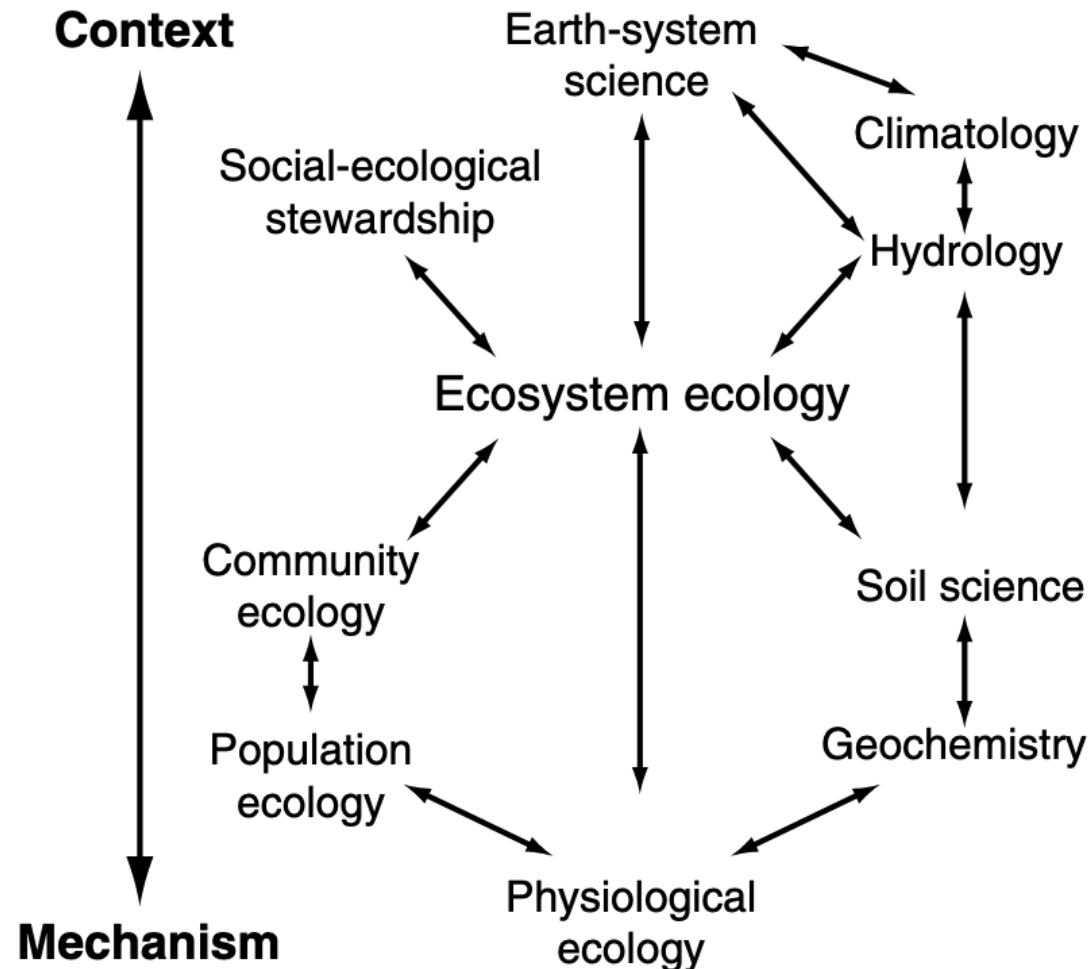 Context
Earth-system
science
Climatology
Social-ecological
stewardship
Hydrology
Ecosystem ecology
Community
ecology
Soil science
Population
ecology
Geochemistry
Physiological
ecology
Mechanism